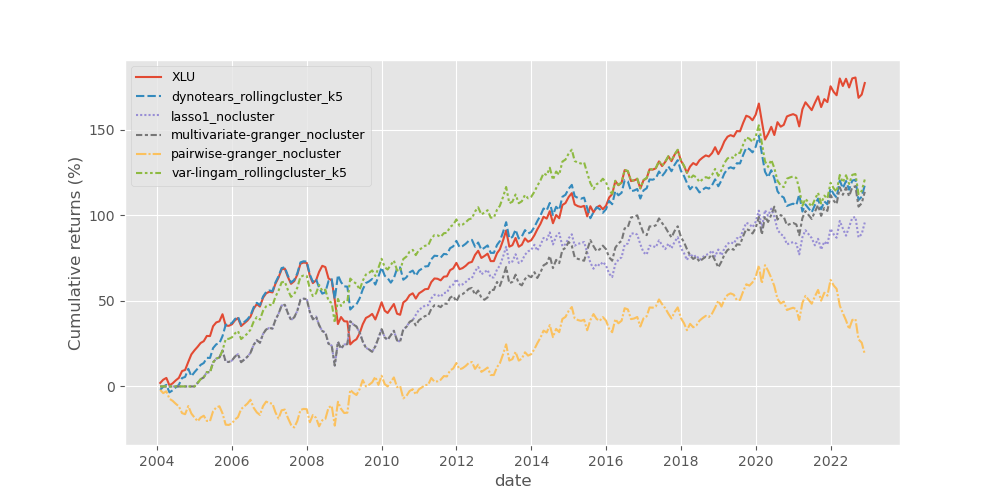 XLU
dynotears_rollingcluster_k5
lasso1_nocluster
multivariate-granger_nocluster
pairwise-granger_nocluster
var-lingam_rollingcluster_k5
Cumulative returns (%)
150
100
50
0
2004 2006 2008 2010 2012 2014 2016 2018 2020 2022
date